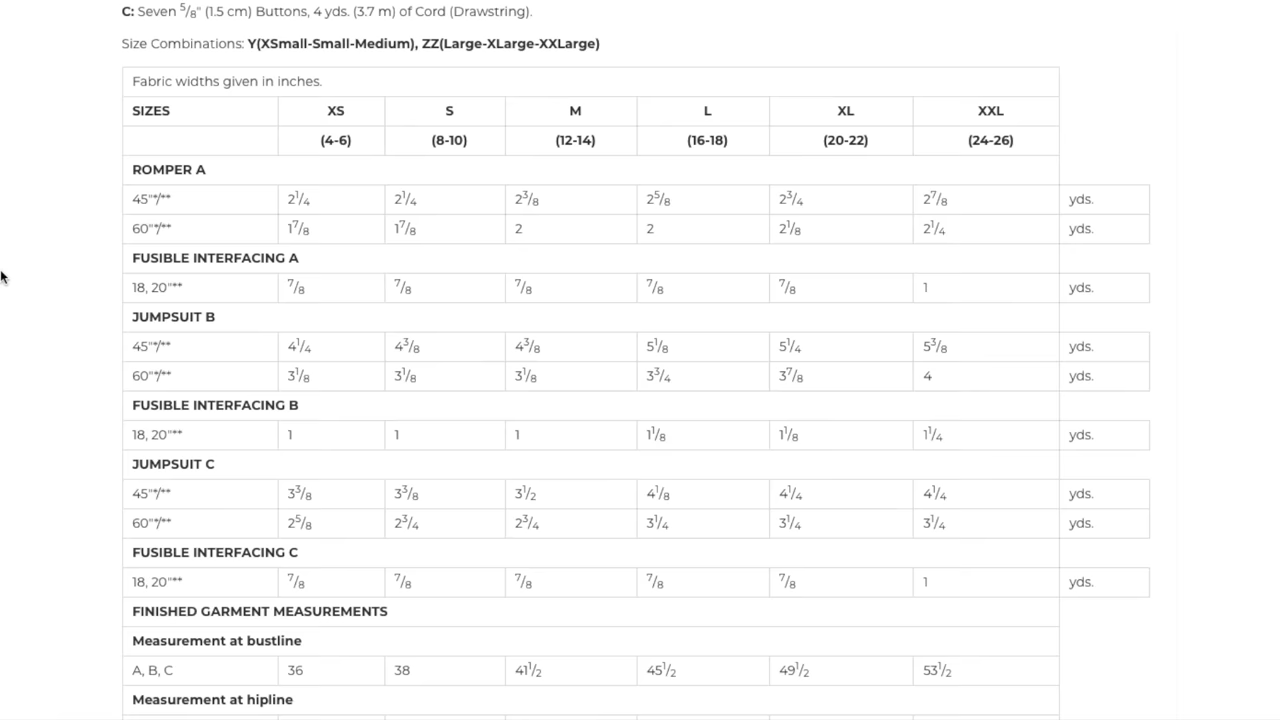 C: Seven 5/8" (1.5 cm) Buttons, 4 yds. (3.7 m) of Cord (Drawstring).
Size Combinations: Y(XSmall-Small-Medium), ZZ(Large-XLarge-XXLarge)
Fabric widths given in inches.
SIZES XS S M L XL XXL
(4-6) (8-10) (12-14) (16-18) (20-22) (24-26)
ROMPER A
45"*/** 2 1/4 2 1/4 2 3/8 2 5/8 2 3/4 2 7/8 yds.
60"*/** 1 7/8 1 7/8 2 2 2 1/8 2 1/4 yds.
FUSIBLE INTERFACING A
18, 20"** 7/8 7/8 7/8 7/8 7/8 1 yds.
JUMPSUIT B
45"*/** 4 1/4 4 3/8 4 3/8 5 1/8 5 1/4 5 3/8 yds.
60"*/** 3 1/8 3 1/8 3 1/8 3 3/4 3 7/8 4 yds.
FUSIBLE INTERFACING B
18, 20"** 1 1 1 1 1/8 1 1/8 1 1/4 yds.
JUMPSUIT C
45"*/** 3 3/8 3 3/8 3 1/2 4 1/8 4 1/4 4 1/4 yds.
60"*/** 2 5/8 2 3/4 2 3/4 3 1/4 3 1/4 3 1/4 yds.
FUSIBLE INTERFACING C
18, 20"** 7/8 7/8 7/8 7/8 7/8 1 yds.
FINISHED GARMENT MEASUREMENTS
Measurement at bustline
A, B, C 36 38 41 1/2 45 1/2 49 1/2 53 1/2
Measurement at hipline